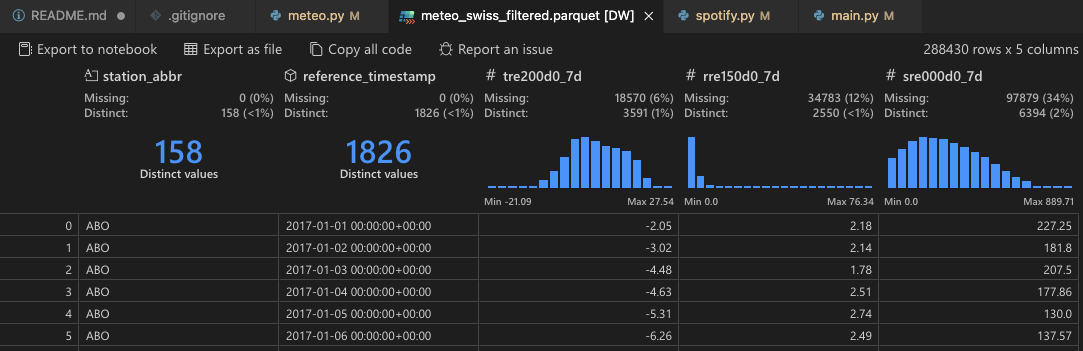 README.md .gitignore meteo.py M meteo_swiss_filtered.parquet [DW] spotify.py M main.py M
Export to notebook Export as file Copy all code Report an issue 288430 rows x 5 columns
station_abbr reference_timestamp # tre200d0_7d # rre150d0_7d # sre000d0_7d
Missing: 0 (0%) Missing: 0 (0%) Missing: 18570 (6%) Missing: 34783 (12%) Missing: 97879 (34%)
Distinct: 158 (<1%) Distinct: 1826 (<1%) Distinct: 3591 (1%) Distinct: 2550 (<1%) Distinct: 6394 (2%)
158 1826
Distinct values Distinct values
Min -21.09 Max 27.54 Min 0.0 Max 76.34 Min 0.0 Max 889.71
0 ABO 2017-01-01 00:00:00+00:00 -2.05 2.18 227.25
1 ABO 2017-01-02 00:00:00+00:00 -3.02 2.14 181.8
2 ABO 2017-01-03 00:00:00+00:00 -4.48 1.78 207.5
3 ABO 2017-01-04 00:00:00+00:00 -4.63 2.51 177.86
4 ABO 2017-01-05 00:00:00+00:00 -5.31 2.74 130.0
5 ABO 2017-01-06 00:00:00+00:00 -6.26 2.49 137.57